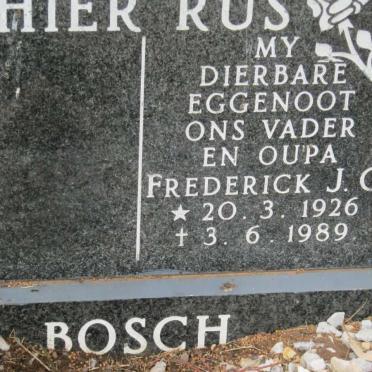 HIER RUS
MY
DIERBARE
EGGENOOT
ONS VADER
EN OUPA
FREDERICK J.
★ 20. 3. 1926
† 3. 6. 1989.
BOSCH